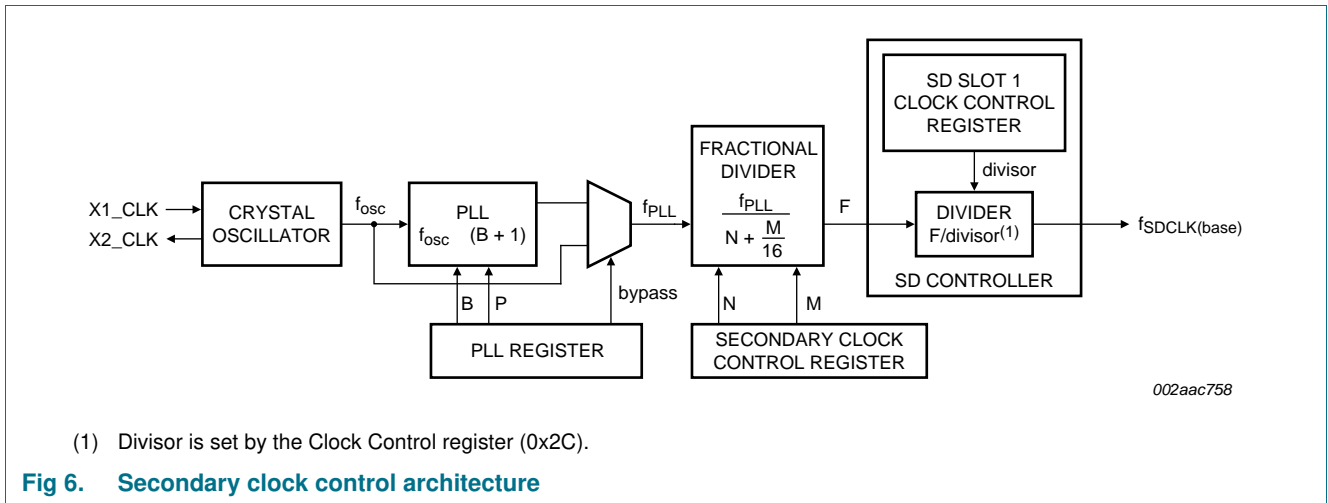 X1_CLK
X2_CLK
CRYSTAL
OSCILLATOR
fosc
PLL
fosc (B + 1)
B
P
PLL REGISTER
bypass
fPLL
FRACTIONAL
DIVIDER
fPLL
N + M
16
N
M
SECONDARY CLOCK
CONTROL REGISTER
F
SD SLOT 1
CLOCK CONTROL
REGISTER
divisor
DIVIDER
F/divisor(1)
SD CONTROLLER
fSDCLK(base)
002aac758
(1) Divisor is set by the Clock Control register (0x2C).
Fig 6. Secondary clock control architecture